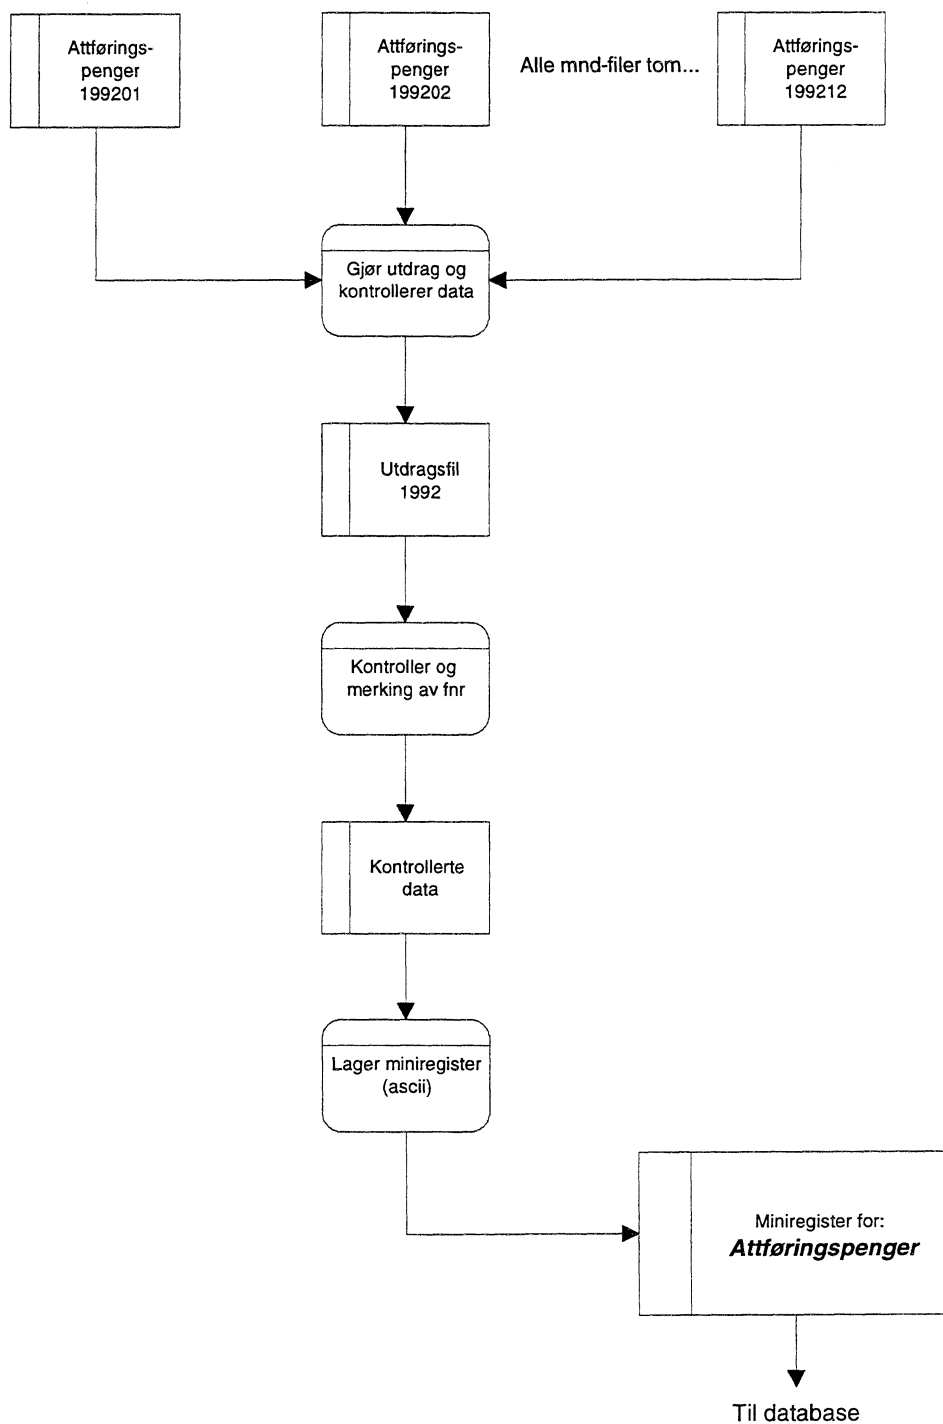 Attførings-
penger
199201
Attførings-
penger
199202
Alle mnd-filer tom...
Attførings-
penger
199212
Gjør utdrag og
kontrollerer data
Utdragsfil
1992
Kontroller og
merking av fnr
Kontrollerte
data
Lager miniregister
(ascii)
Miniregister for:
Attføringspenger
Til database